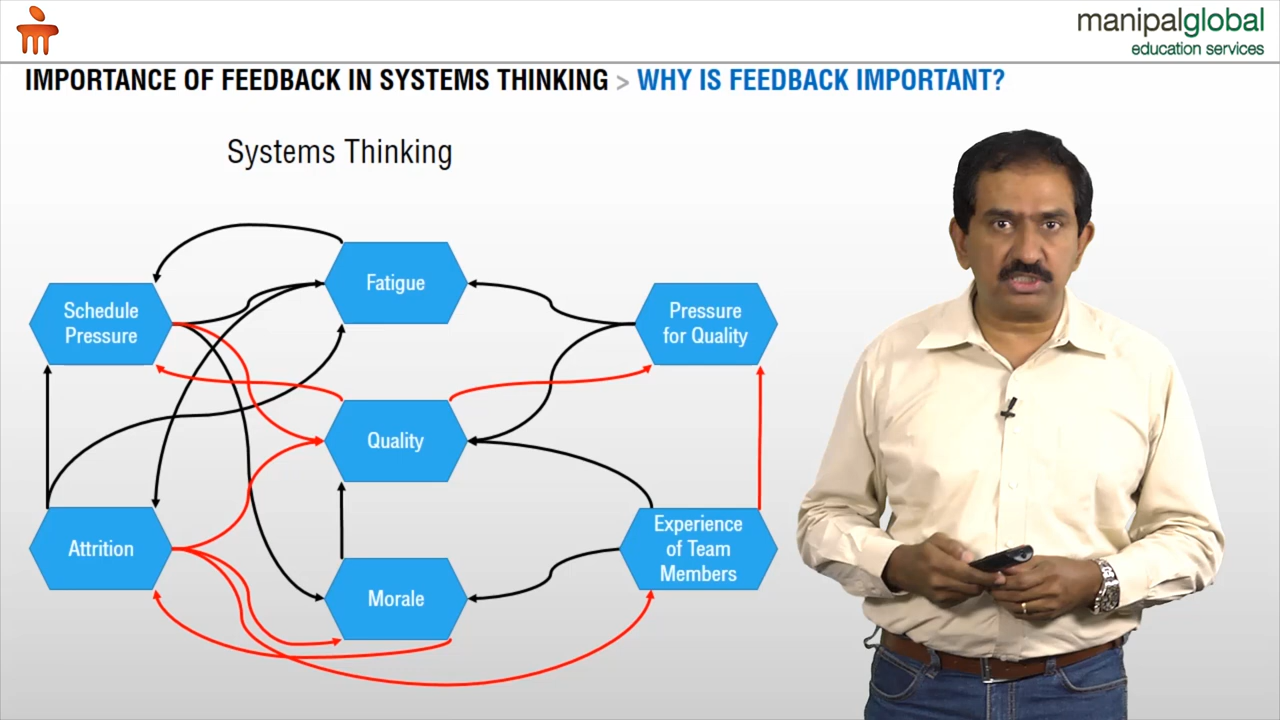 manipalglobal
education services
IMPORTANCE OF FEEDBACK IN SYSTEMS THINKING > WHY IS FEEDBACK IMPORTANT?
Systems Thinking
Fatigue
Schedule
Pressure
Pressure
for Quality
Quality
Attrition
Experience
of Team
Members
Morale